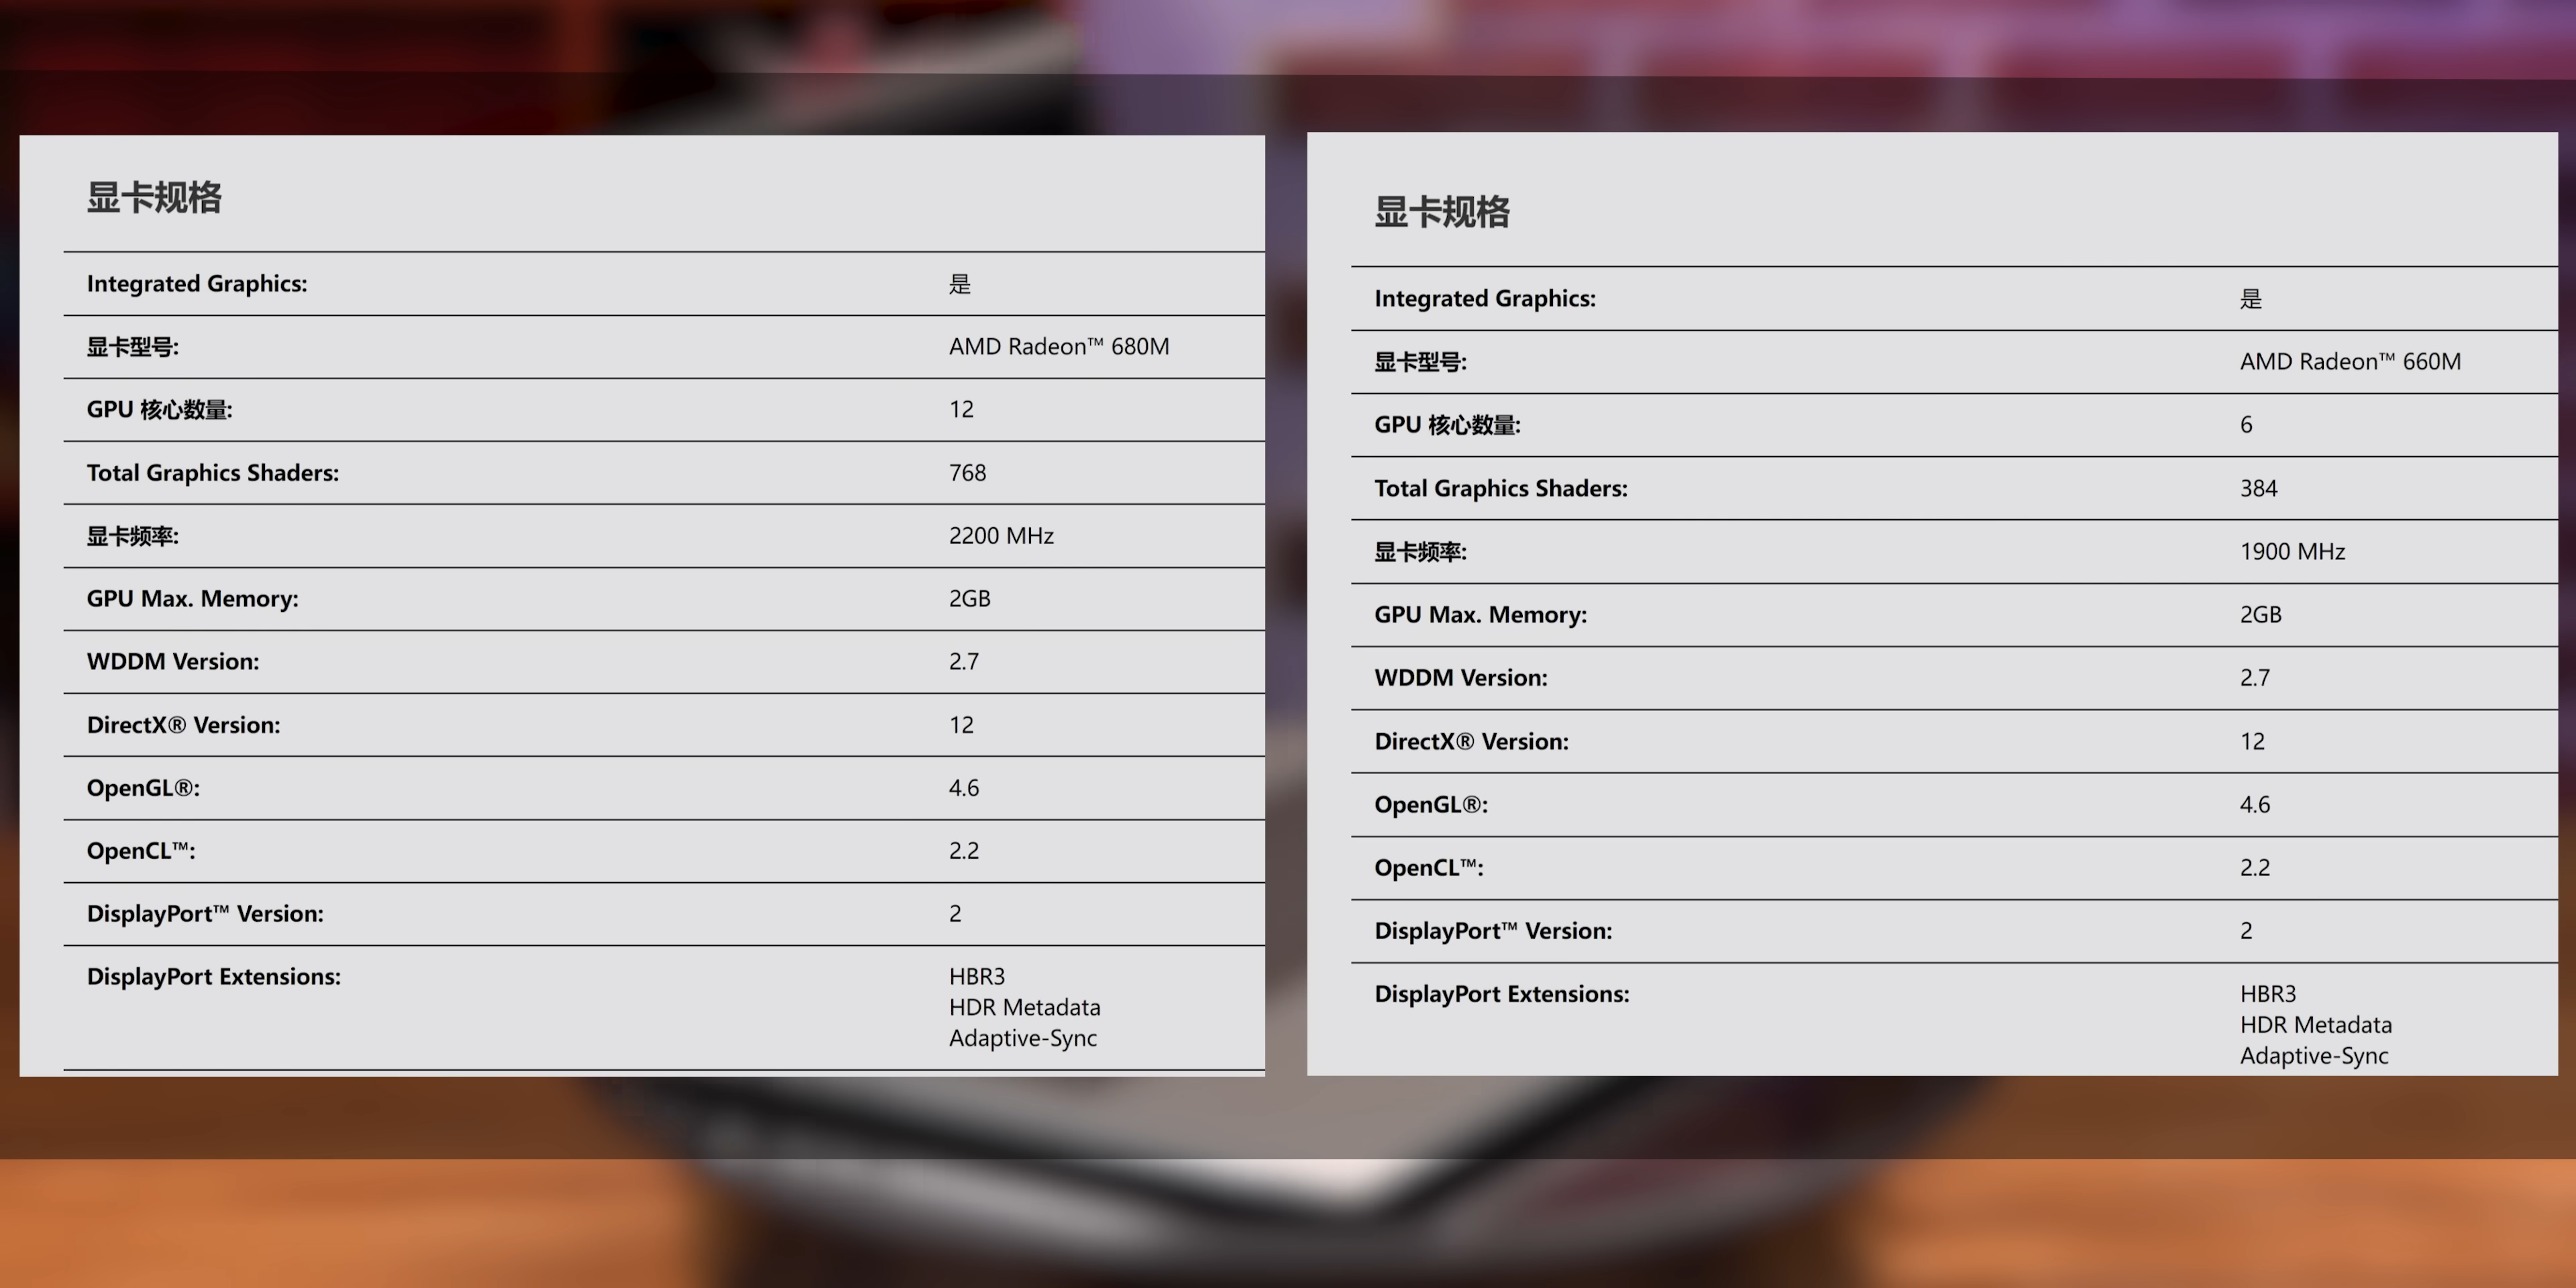 显卡规格
Integrated Graphics: 是
显卡型号: AMD Radeon™ 680M
GPU 核心数量: 12
Total Graphics Shaders: 768
显卡频率: 2200 MHz
GPU Max. Memory: 2GB
WDDM Version: 2.7
DirectX® Version: 12
OpenGL®: 4.6
OpenCL™: 2.2
DisplayPort™ Version: 2
DisplayPort Extensions: HBR3
HDR Metadata
Adaptive-Sync
显卡规格
Integrated Graphics: 是
显卡型号: AMD Radeon™ 660M
GPU 核心数量: 6
Total Graphics Shaders: 384
显卡频率: 1900 MHz
GPU Max. Memory: 2GB
WDDM Version: 2.7
DirectX® Version: 12
OpenGL®: 4.6
OpenCL™: 2.2
DisplayPort™ Version: 2
DisplayPort Extensions: HBR3
HDR Metadata
Adaptive-Sync